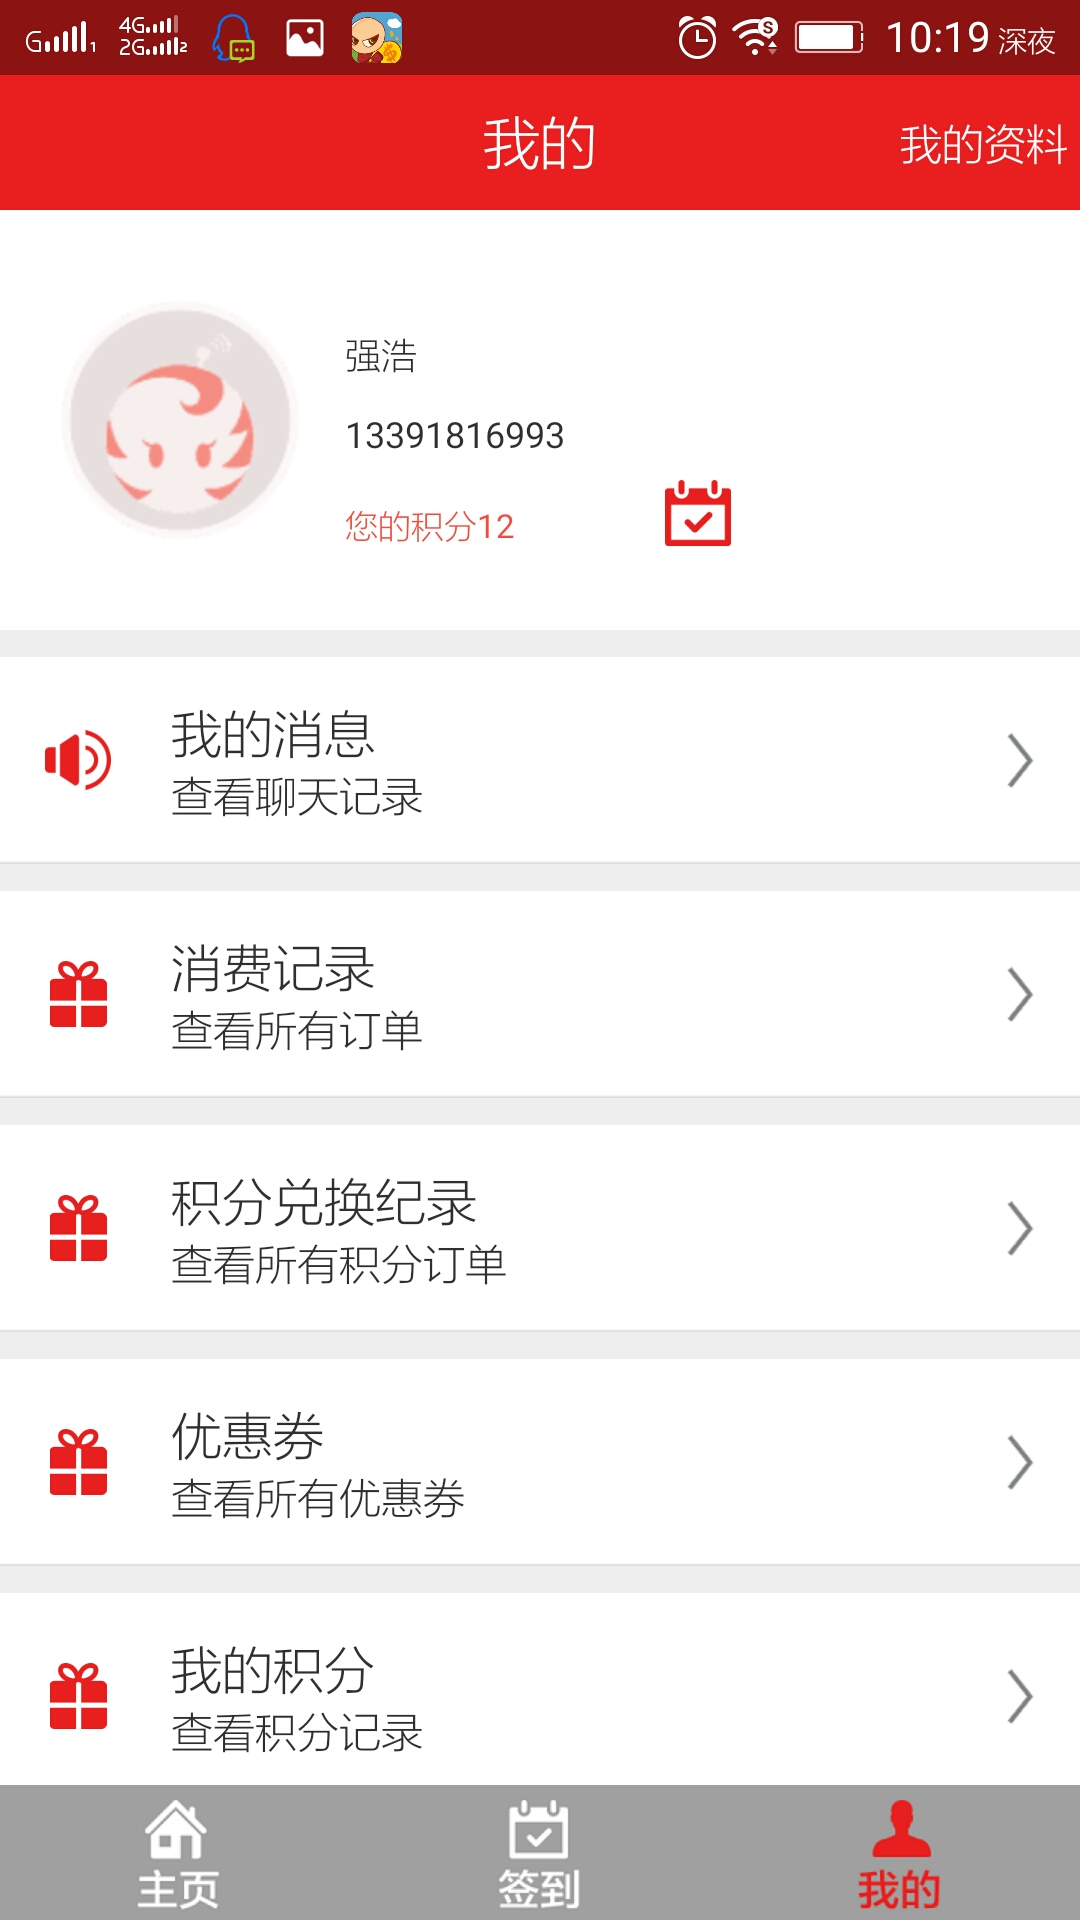 G 1 4G 2G 2 10:19 深夜
我的 我的资料
强浩
13391816993
您的积分12
我的消息
查看聊天记录
消费记录
查看所有订单
积分兑换纪录
查看所有积分订单
优惠券
查看所有优惠券
我的积分
查看积分记录
主页 签到 我的